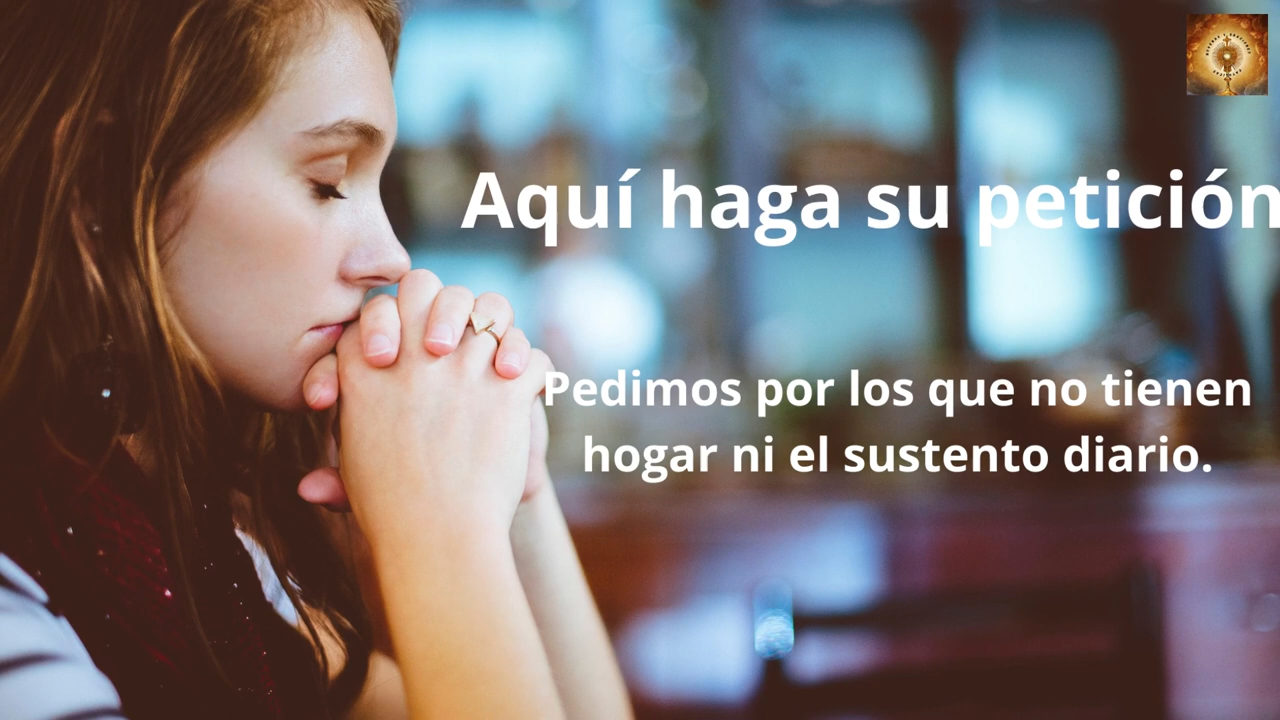 Aquí haga su petición
Pedimos por los que no tienen
hogar ni el sustento diario.